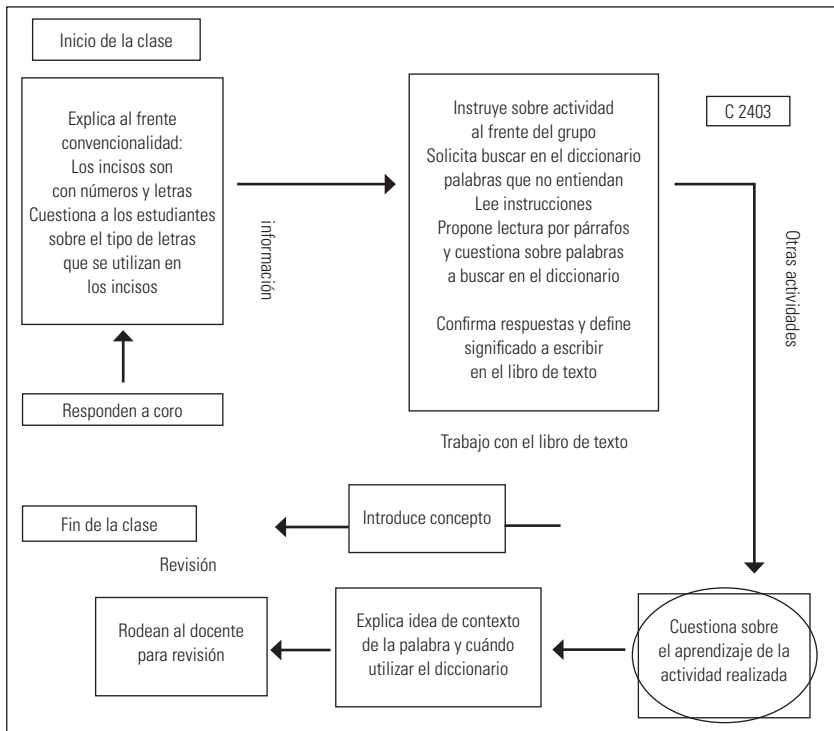 Inicio de la clase
Explica al frente
convencionalidad:
Los incisos son
con números y letras
Cuestiona a los estudiantes
sobre el tipo de letras
que se utilizan en
los incisos
información
Instruye sobre actividad
al frente del grupo
Solicita buscar en el diccionario
palabras que no entiendan
Lee instrucciones
Propone lectura por párrafos
y cuestiona sobre palabras
a buscar en el diccionario
Confirma respuestas y define
significado a escribir
en el libro de texto
C 2403
Otras actividades
Responden a coro
Trabajo con el libro de texto
Fin de la clase
Introduce concepto
Revisión
Rodean al docente
para revisión
Explica idea de contexto
de la palabra y cuándo
utilizar el diccionario
Cuestiona sobre
el aprendizaje de la
actividad realizada